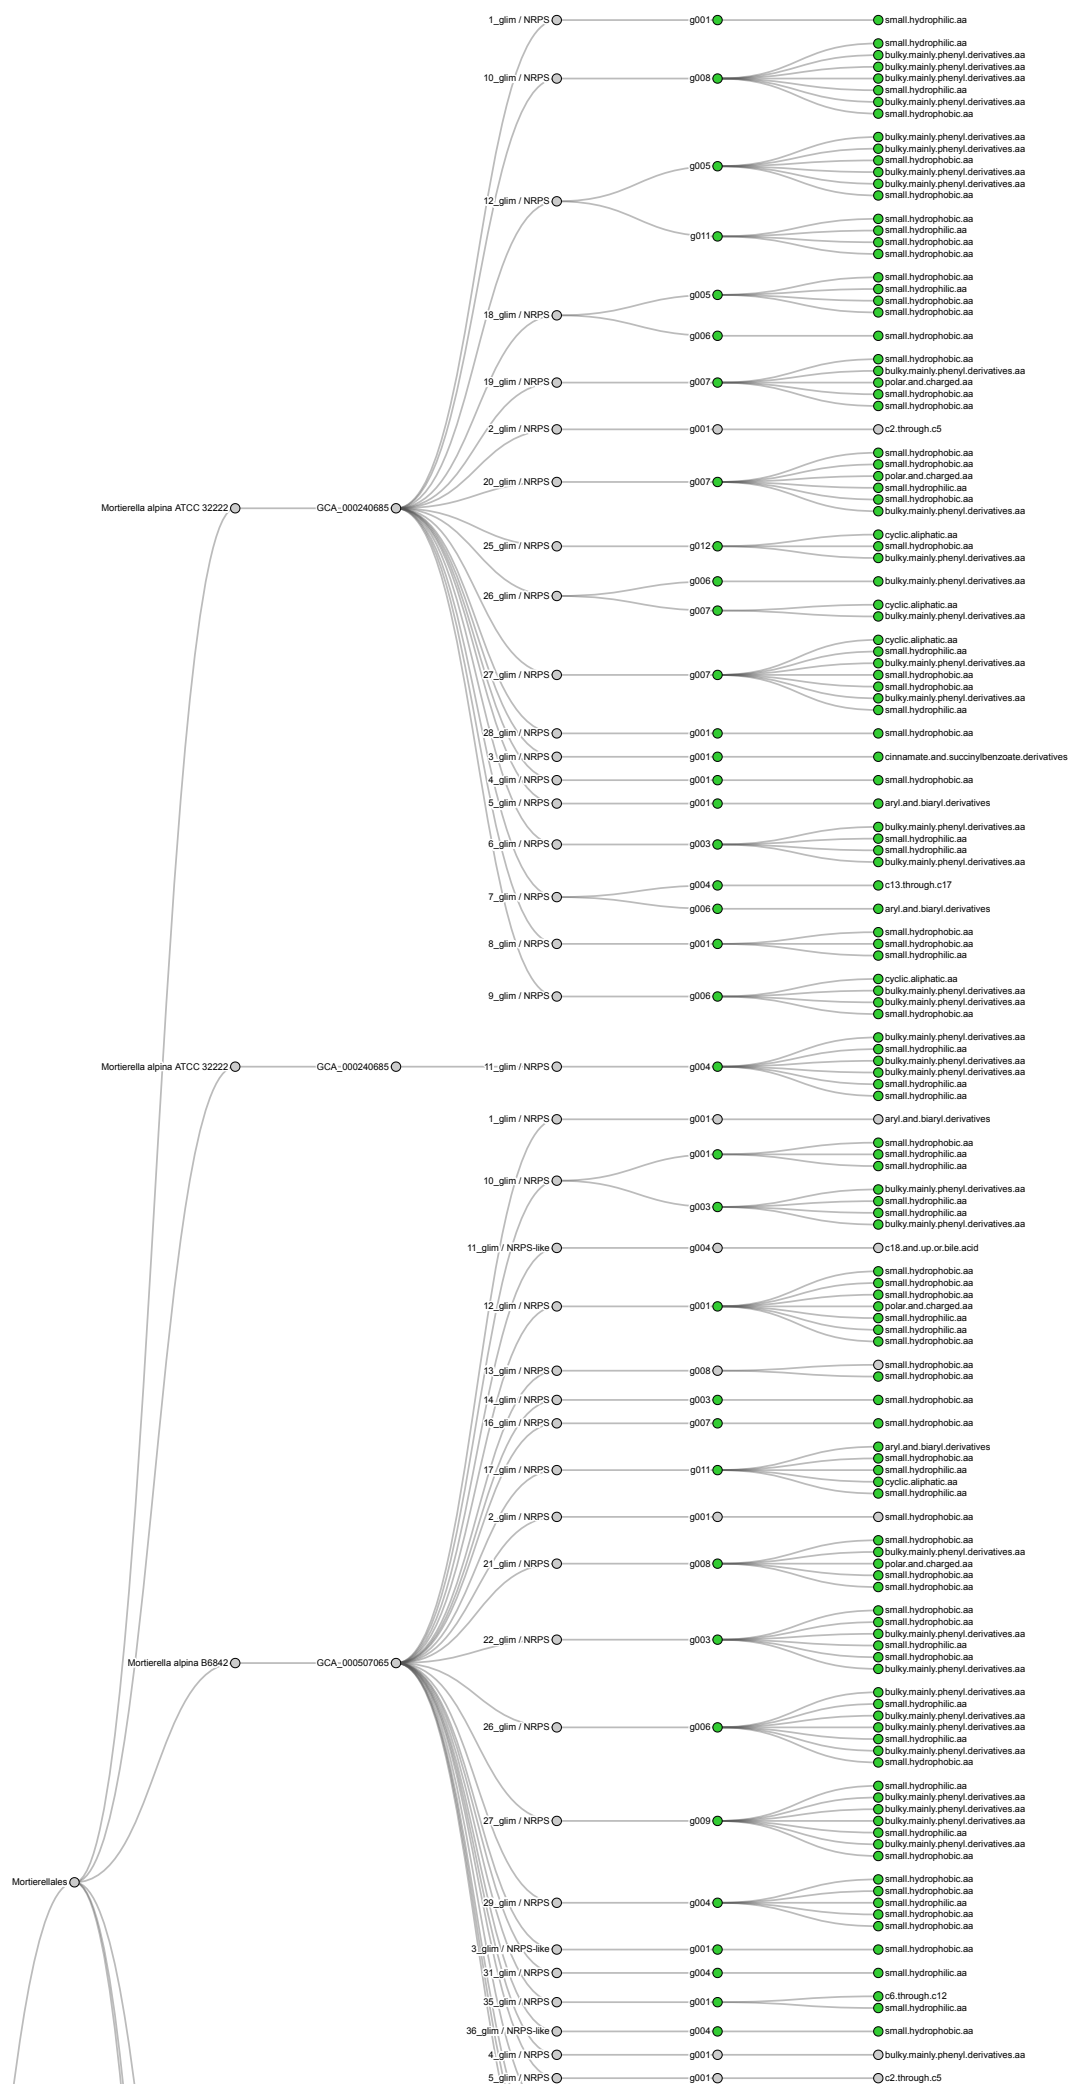 1_glim / NRPS
g001
small.hydrophilic.aa
10_glim / NRPS
g008
small.hydrophilic.aa
bulky.mainly.phenyl.derivatives.aa
bulky.mainly.phenyl.derivatives.aa
bulky.mainly.phenyl.derivatives.aa
small.hydrophilic.aa
bulky.mainly.phenyl.derivatives.aa
small.hydrophobic.aa
12_glim / NRPS
g005
bulky.mainly.phenyl.derivatives.aa
bulky.mainly.phenyl.derivatives.aa
small.hydrophobic.aa
bulky.mainly.phenyl.derivatives.aa
bulky.mainly.phenyl.derivatives.aa
small.hydrophobic.aa
g011
small.hydrophobic.aa
small.hydrophilic.aa
small.hydrophobic.aa
small.hydrophobic.aa
18_glim / NRPS
g005
small.hydrophobic.aa
small.hydrophilic.aa
small.hydrophobic.aa
small.hydrophobic.aa
g006
small.hydrophobic.aa
19_glim / NRPS
g007
small.hydrophobic.aa
bulky.mainly.phenyl.derivatives.aa
polar.and.charged.aa
small.hydrophobic.aa
small.hydrophobic.aa
2_glim / NRPS
g001
c2.through.c5
20_glim / NRPS
g007
small.hydrophobic.aa
small.hydrophobic.aa
polar.and.charged.aa
small.hydrophilic.aa
small.hydrophobic.aa
bulky.mainly.phenyl.derivatives.aa
Mortierella alpina ATCC 32222
GCA_000240685
25_glim / NRPS
g012
cyclic.aliphatic.aa
small.hydrophobic.aa
bulky.mainly.phenyl.derivatives.aa
26_glim / NRPS
g006
bulky.mainly.phenyl.derivatives.aa
g007
cyclic.aliphatic.aa
bulky.mainly.phenyl.derivatives.aa
27_glim / NRPS
g007
cyclic.aliphatic.aa
small.hydrophilic.aa
bulky.mainly.phenyl.derivatives.aa
small.hydrophobic.aa
small.hydrophobic.aa
bulky.mainly.phenyl.derivatives.aa
small.hydrophilic.aa
28_glim / NRPS
g001
small.hydrophobic.aa
3_glim / NRPS
g001
cinnamate.and.succinylbenzoate.derivatives
4_glim / NRPS
g001
small.hydrophobic.aa
5_glim / NRPS
g001
aryl.and.biaryl.derivatives
6_glim / NRPS
g003
bulky.mainly.phenyl.derivatives.aa
small.hydrophilic.aa
small.hydrophilic.aa
bulky.mainly.phenyl.derivatives.aa
7_glim / NRPS
g004
c13.through.c17
g006
aryl.and.biaryl.derivatives
8_glim / NRPS
g001
small.hydrophobic.aa
small.hydrophobic.aa
small.hydrophilic.aa
9_glim / NRPS
g006
cyclic.aliphatic.aa
bulky.mainly.phenyl.derivatives.aa
bulky.mainly.phenyl.derivatives.aa
small.hydrophobic.aa
Mortierella alpina ATCC 32222
GCA_000240685
11_glim / NRPS
g004
bulky.mainly.phenyl.derivatives.aa
small.hydrophilic.aa
bulky.mainly.phenyl.derivatives.aa
bulky.mainly.phenyl.derivatives.aa
small.hydrophilic.aa
small.hydrophilic.aa
1_glim / NRPS
g001
aryl.and.biaryl.derivatives
10_glim / NRPS
g001
small.hydrophobic.aa
small.hydrophilic.aa
small.hydrophilic.aa
g003
bulky.mainly.phenyl.derivatives.aa
small.hydrophilic.aa
small.hydrophilic.aa
bulky.mainly.phenyl.derivatives.aa
11_glim / NRPS-like
g004
c18.and.up.or.bile.acid
12_glim / NRPS
g001
small.hydrophobic.aa
small.hydrophobic.aa
small.hydrophobic.aa
polar.and.charged.aa
small.hydrophilic.aa
small.hydrophilic.aa
small.hydrophobic.aa
13_glim / NRPS
g008
small.hydrophobic.aa
small.hydrophobic.aa
14_glim / NRPS
g003
small.hydrophobic.aa
16_glim / NRPS
g007
small.hydrophobic.aa
17_glim / NRPS
g011
aryl.and.biaryl.derivatives
small.hydrophobic.aa
small.hydrophilic.aa
cyclic.aliphatic.aa
small.hydrophilic.aa
2_glim / NRPS
g001
small.hydrophobic.aa
21_glim / NRPS
g008
small.hydrophobic.aa
bulky.mainly.phenyl.derivatives.aa
polar.and.charged.aa
small.hydrophobic.aa
small.hydrophobic.aa
22_glim / NRPS
g003
small.hydrophobic.aa
small.hydrophobic.aa
bulky.mainly.phenyl.derivatives.aa
small.hydrophilic.aa
small.hydrophobic.aa
bulky.mainly.phenyl.derivatives.aa
Mortierella alpina B6842
GCA_000507065
26_glim / NRPS
g006
bulky.mainly.phenyl.derivatives.aa
small.hydrophilic.aa
bulky.mainly.phenyl.derivatives.aa
bulky.mainly.phenyl.derivatives.aa
small.hydrophilic.aa
bulky.mainly.phenyl.derivatives.aa
small.hydrophobic.aa
27_glim / NRPS
g009
small.hydrophilic.aa
bulky.mainly.phenyl.derivatives.aa
bulky.mainly.phenyl.derivatives.aa
bulky.mainly.phenyl.derivatives.aa
small.hydrophilic.aa
bulky.mainly.phenyl.derivatives.aa
small.hydrophobic.aa
Mortierellales
29_glim / NRPS
g004
small.hydrophobic.aa
small.hydrophobic.aa
small.hydrophilic.aa
small.hydrophobic.aa
small.hydrophobic.aa
3_glim / NRPS-like
g001
small.hydrophobic.aa
31_glim / NRPS
g004
small.hydrophilic.aa
35_glim / NRPS
g001
c6.through.c12
small.hydrophilic.aa
36_glim / NRPS-like
g004
small.hydrophobic.aa
4_glim / NRPS
g001
bulky.mainly.phenyl.derivatives.aa
5_glim / NRPS
g001
c2.through.c5